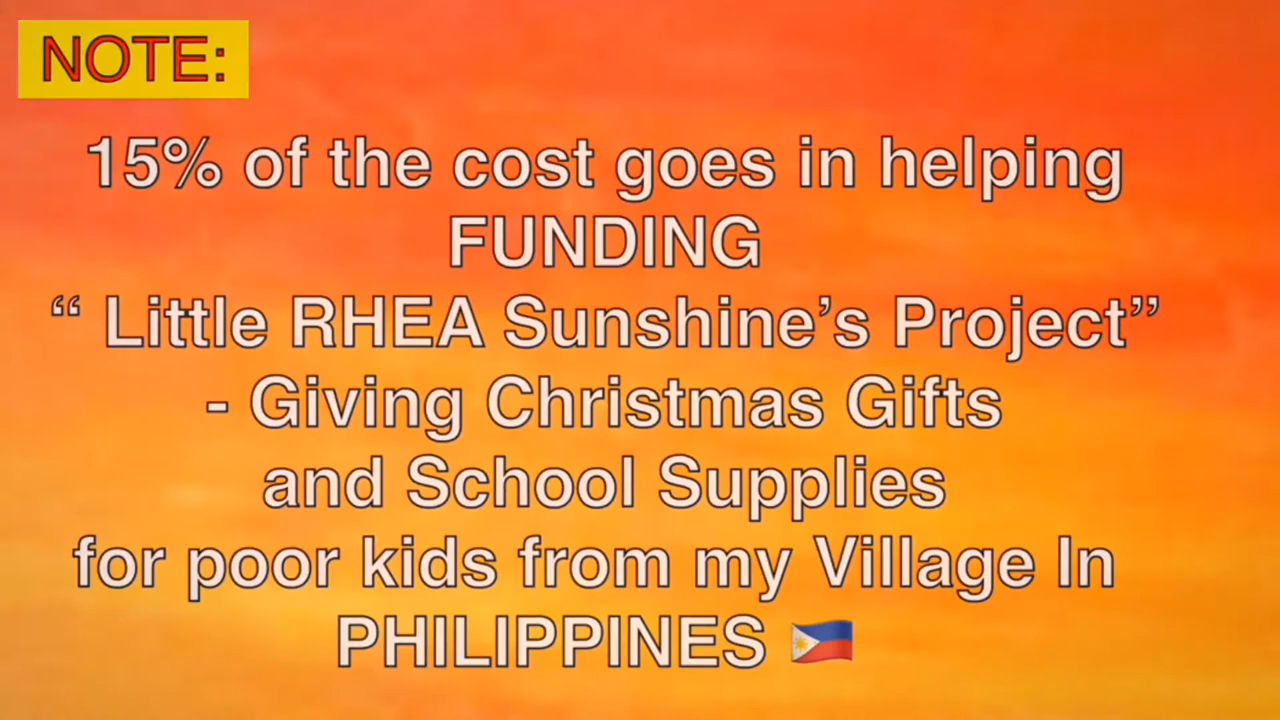 NOTE:
15% of the cost goes in helping
FUNDING
“ Little RHEA Sunshine’s Project”
- Giving Christmas Gifts
and School Supplies
for poor kids from my Village In
PHILIPPINES 🇵🇭